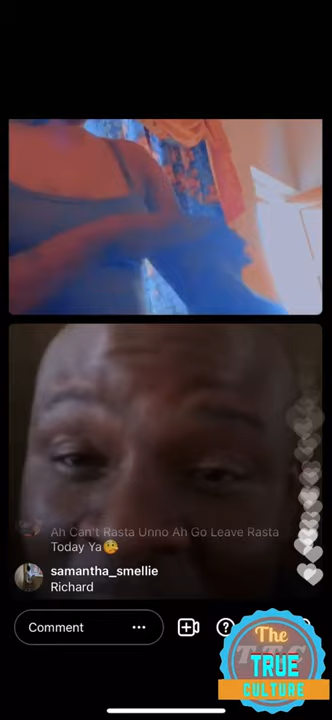 Ah Can't Rasta Unno Ah Go Leave Rasta
Today Ya🤨
samantha_smellie
Richard
Comment
The
T.T.C
TRUE
CULTURE